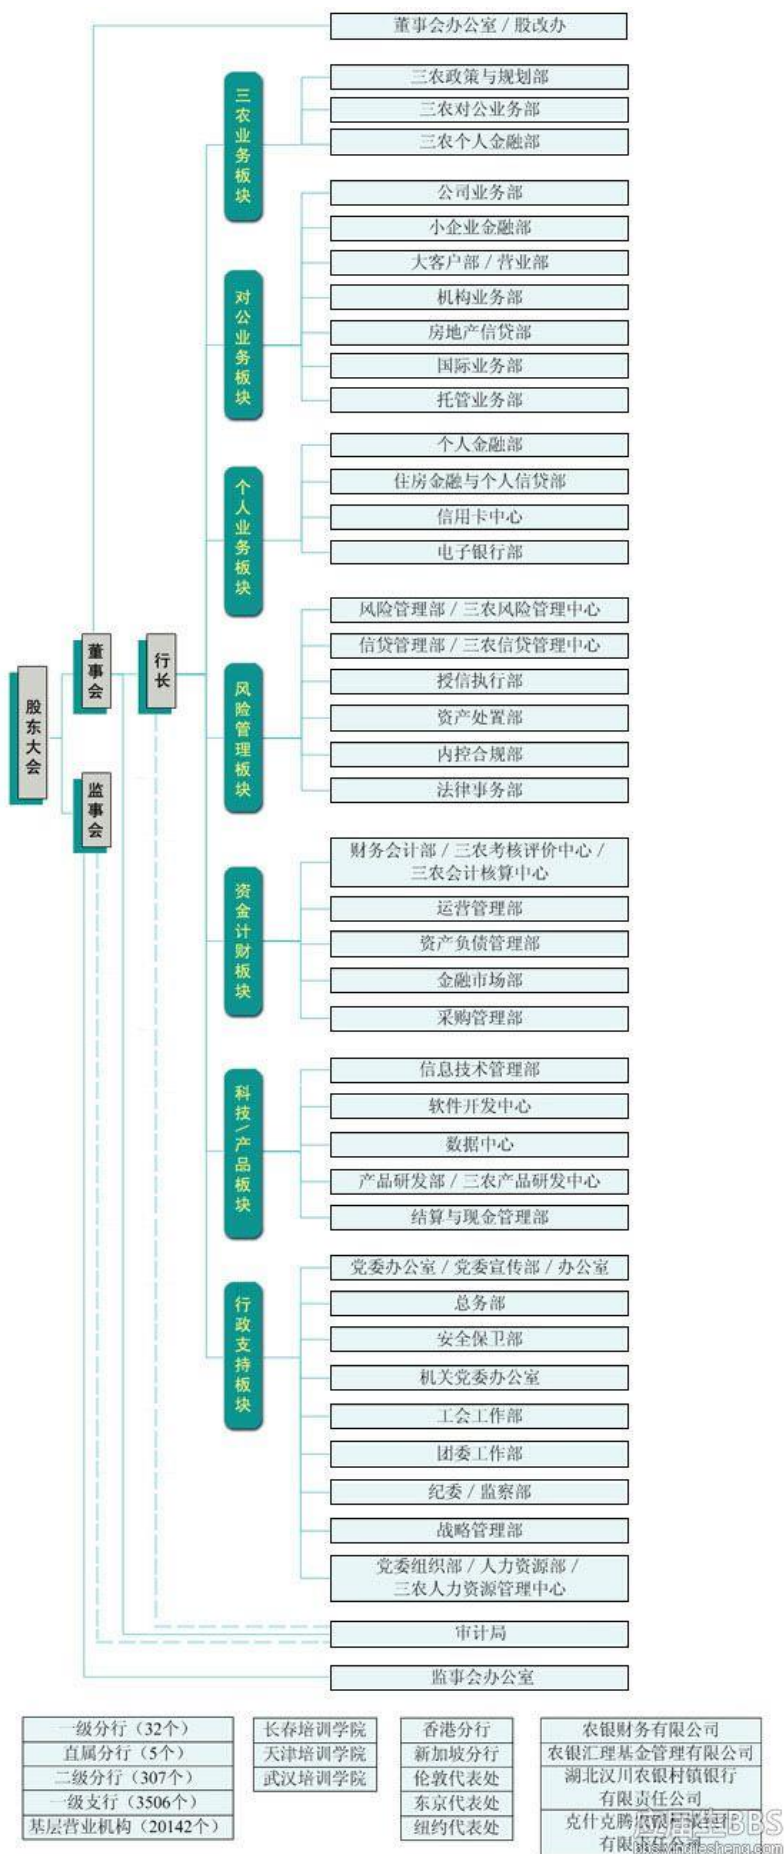 董事会办公室 / 股改办
三农业务板块
三农政策与规划部
三农对公业务部
三农个人金融部
对公业务板块
公司业务部
小企业金融部
大客户部 / 营业部
机构业务部
房地产信贷部
国际业务部
托管业务部
个人业务板块
个人金融部
住房金融与个人信贷部
信用卡中心
电子银行部
股东大会
董事会
监事会
行长
风险管理板块
风险管理部 / 三农风险管理中心
信贷管理部 / 三农信贷管理中心
授信执行部
资产处置部
内控合规部
法律事务部
资金计财板块
财务会计部 / 三农考核评价中心 /
三农会计核算中心
运营管理部
资产负债管理部
金融市场部
采购管理部
科技\产品板块
信息技术管理部
软件开发中心
数据中心
产品研发部 / 三农产品研发中心
结算与现金管理部
行政支持板块
党委办公室 / 党委宣传部 / 办公室
总务部
安全保卫部
机关党委办公室
工会工作部
团委工作部
纪委 / 监察部
战略管理部
党委组织部 / 人力资源部 /
三农人力资源管理中心
审计局
监事会办公室
一级分行（32个）
直属分行（5个）
二级分行（307个）
一级支行（3506个）
基层营业机构（20142个）
长春培训学院
天津培训学院
武汉培训学院
香港分行
新加坡分行
伦敦代表处
东京代表处
纽约代表处
农银财务有限公司
农银汇理基金管理有限公司
湖北汉川农银村镇银行
有限责任公司
克什克腾农银村镇银行
有限责任公司
应届生BBS
bbs.yingjiesheng.com